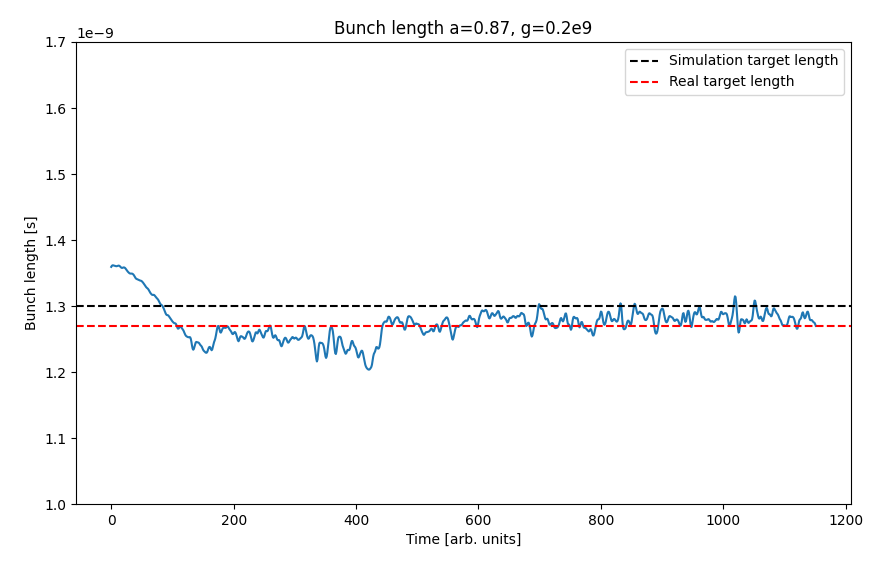 Bunch length a=0.87, g=0.2e9
1e−9
1.7
1.6
1.5
1.4
1.3
1.2
1.1
1.0
Bunch length [s]
Simulation target length
Real target length
0
200
400
600
800
1000
1200
Time [arb. units]